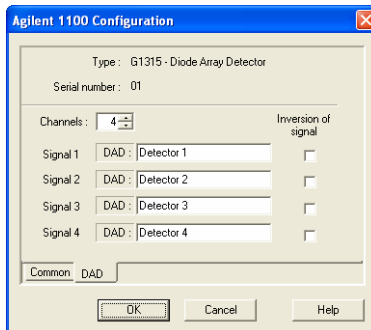 Agilent 1100 Configuration
Type : G1315 - Diode Array Detector
Serial number : 01
Channels : 4
Inversion of
signal
Signal 1 DAD : Detector 1
Signal 2 DAD : Detector 2
Signal 3 DAD : Detector 3
Signal 4 DAD : Detector 4
Common DAD
OK Cancel Help